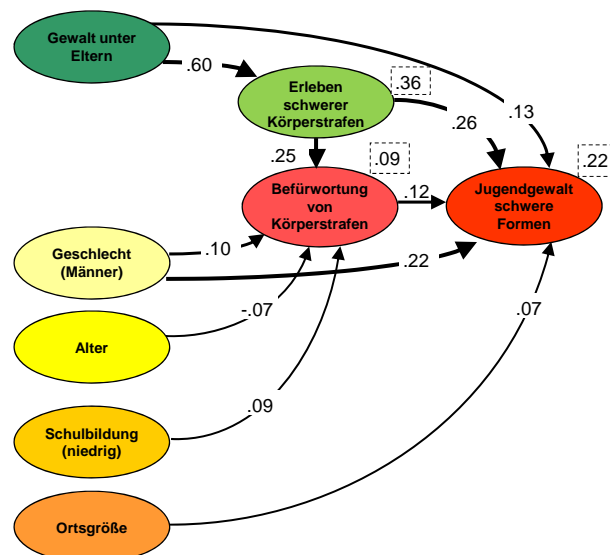 Gewalt unter
Eltern
.60
Erleben
schwerer
Körperstrafen
.36
.13
.26
.25
.09
.22
Befürwortung
von
Körperstrafen
.12
Jugendgewalt
schwere
Formen
Geschlecht
(Männer)
.10
.22
-.07
.07
Alter
.09
Schulbildung
(niedrig)
Ortsgröße